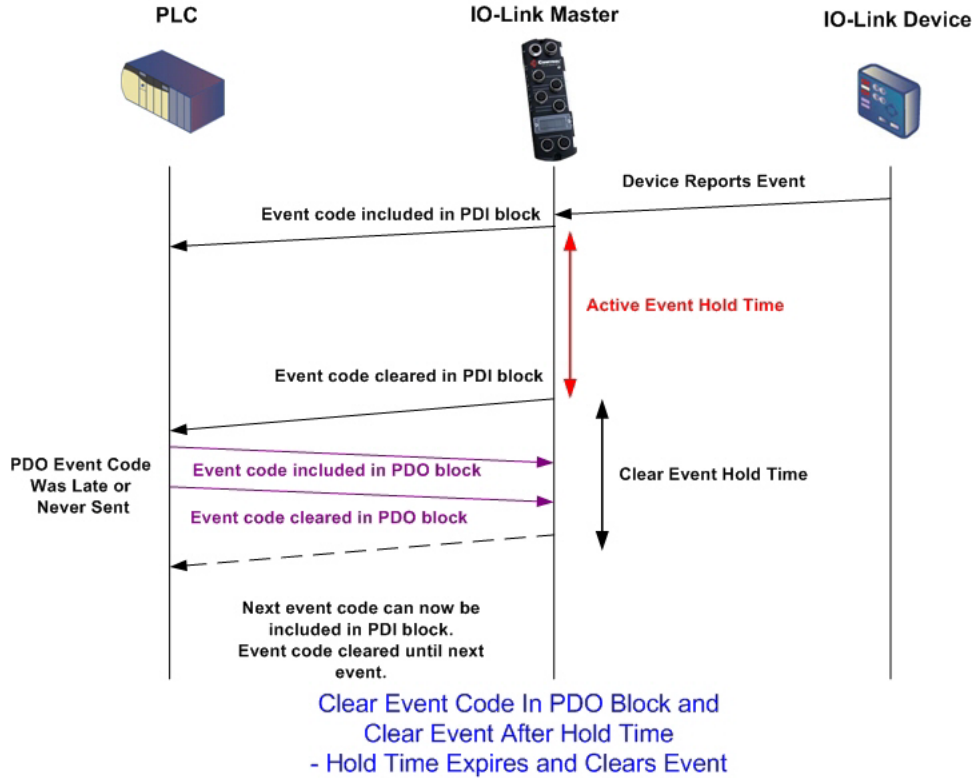 PLC
IO-Link Master
IO-Link Device
Device Reports Event
Event code included in PDI block
Active Event Hold Time
Event code cleared in PDI block
PDO Event Code
Was Late or
Never Sent
Event code included in PDO block
Clear Event Hold Time
Event code cleared in PDO block
Next event code can now be
included in PDI block.
Event code cleared until next
event.
Clear Event Code In PDO Block and
Clear Event After Hold Time
- Hold Time Expires and Clears Event